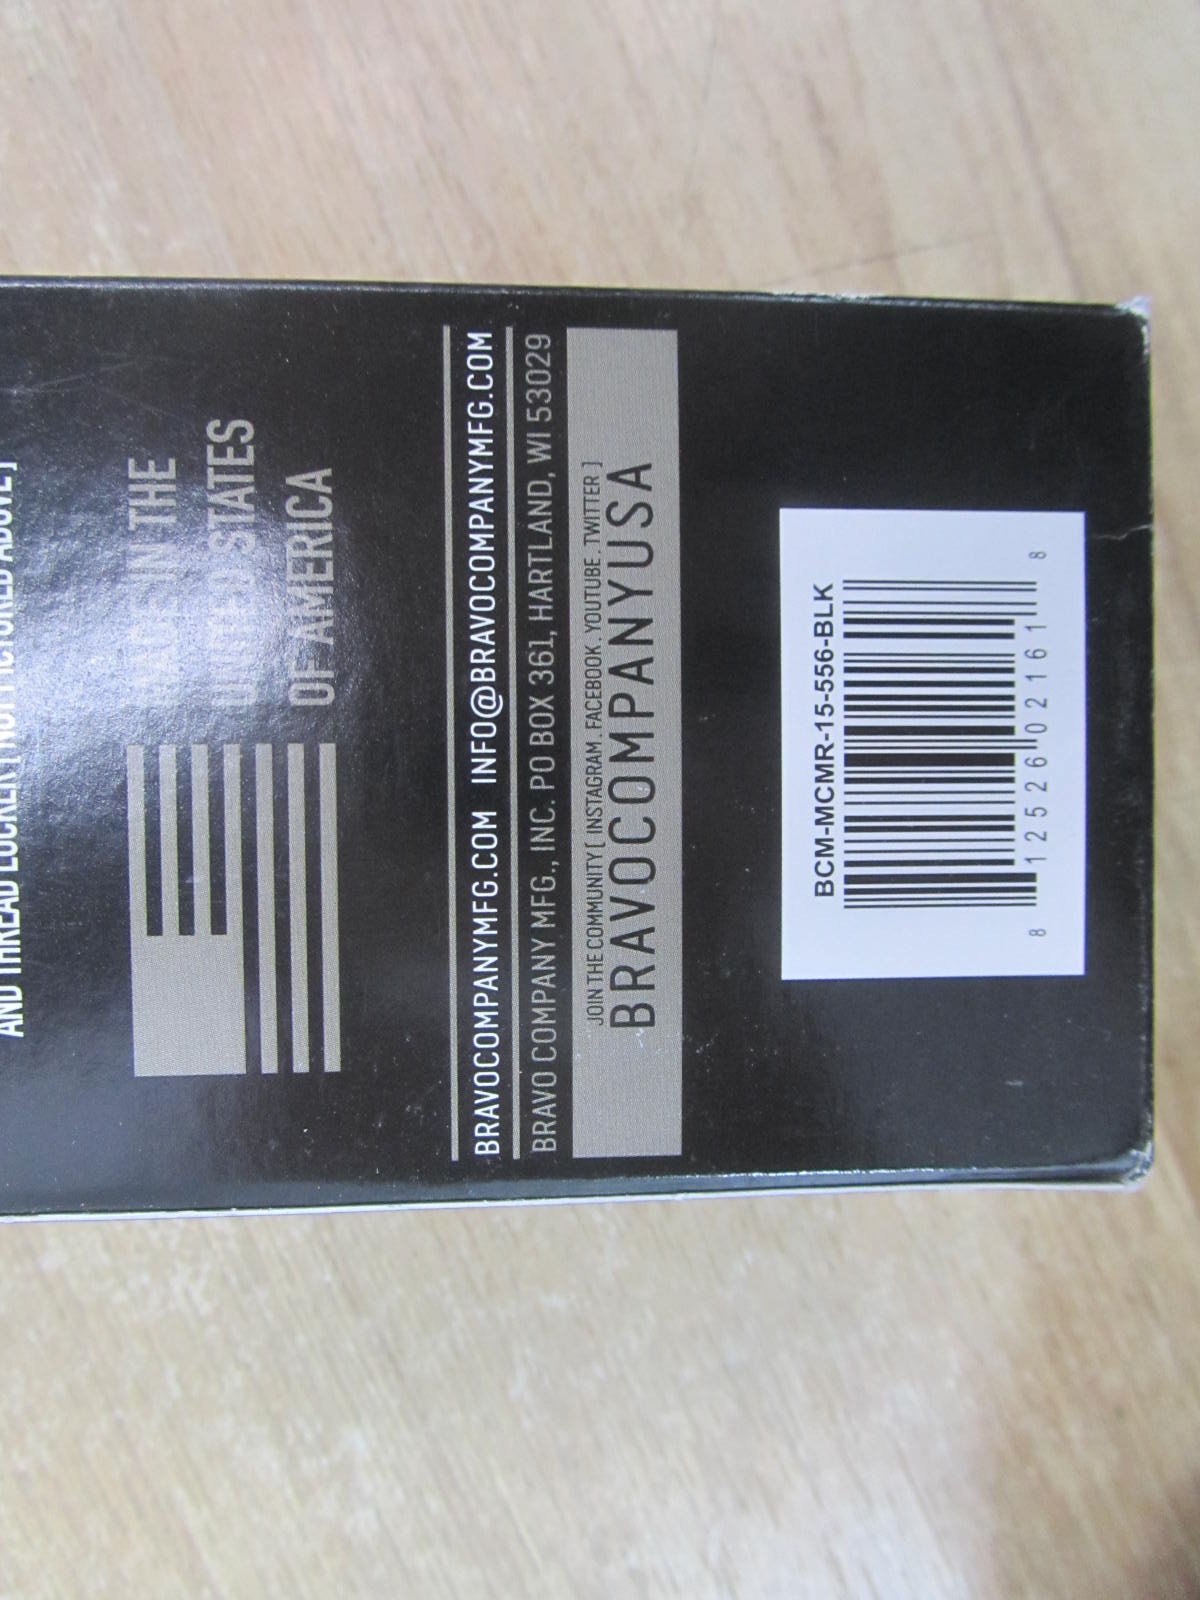 AND THREAD LOCKER [ NOT PICTURED ABOVE ]
MADE IN THE
UNITED STATES
OF AMERICA
BRAVOCOMPANYMFG.COM INFO@BRAVOCOMPANYMFG.COM
BRAVO COMPANY MFG., INC. PO BOX 361, HARTLAND, WI 53029
JOIN THE COMMUNITY [ INSTAGRAM . FACEBOOK . YOUTUBE . TWITTER ]
BRAVOCOMPANYUSA
BCM-MCMR-15-556-BLK
8 12526 02161 8